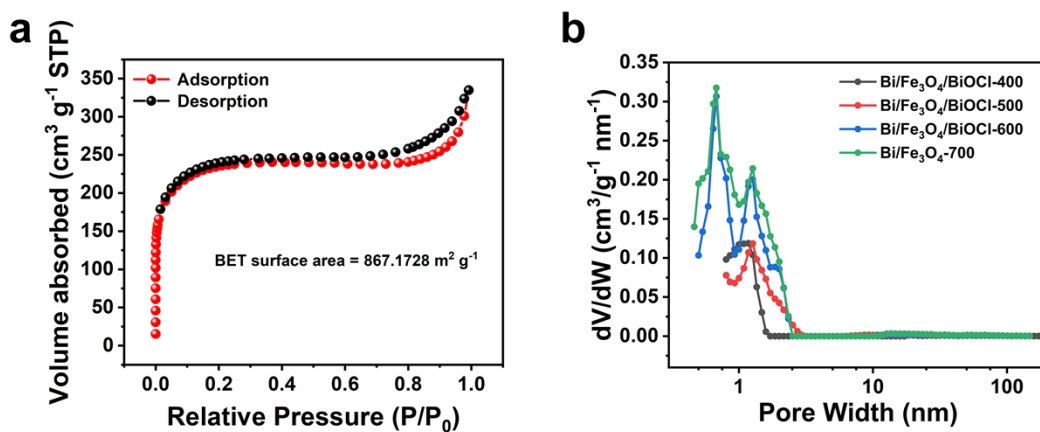 a
Volume absorbed (cm³ g⁻¹ STP)
350
300
250
200
150
100
50
0
Adsorption
Desorption
BET surface area = 867.1728 m² g⁻¹
0.0 0.2 0.4 0.6 0.8 1.0
Relative Pressure (P/P₀)
b
dV/dW (cm³/g⁻¹ nm⁻¹)
0.35
0.30
0.25
0.20
0.15
0.10
0.05
0.00
Bi/Fe₃O₄/BiOCl-400
Bi/Fe₃O₄/BiOCl-500
Bi/Fe₃O₄/BiOCl-600
Bi/Fe₃O₄-700
1 10 100
Pore Width (nm)